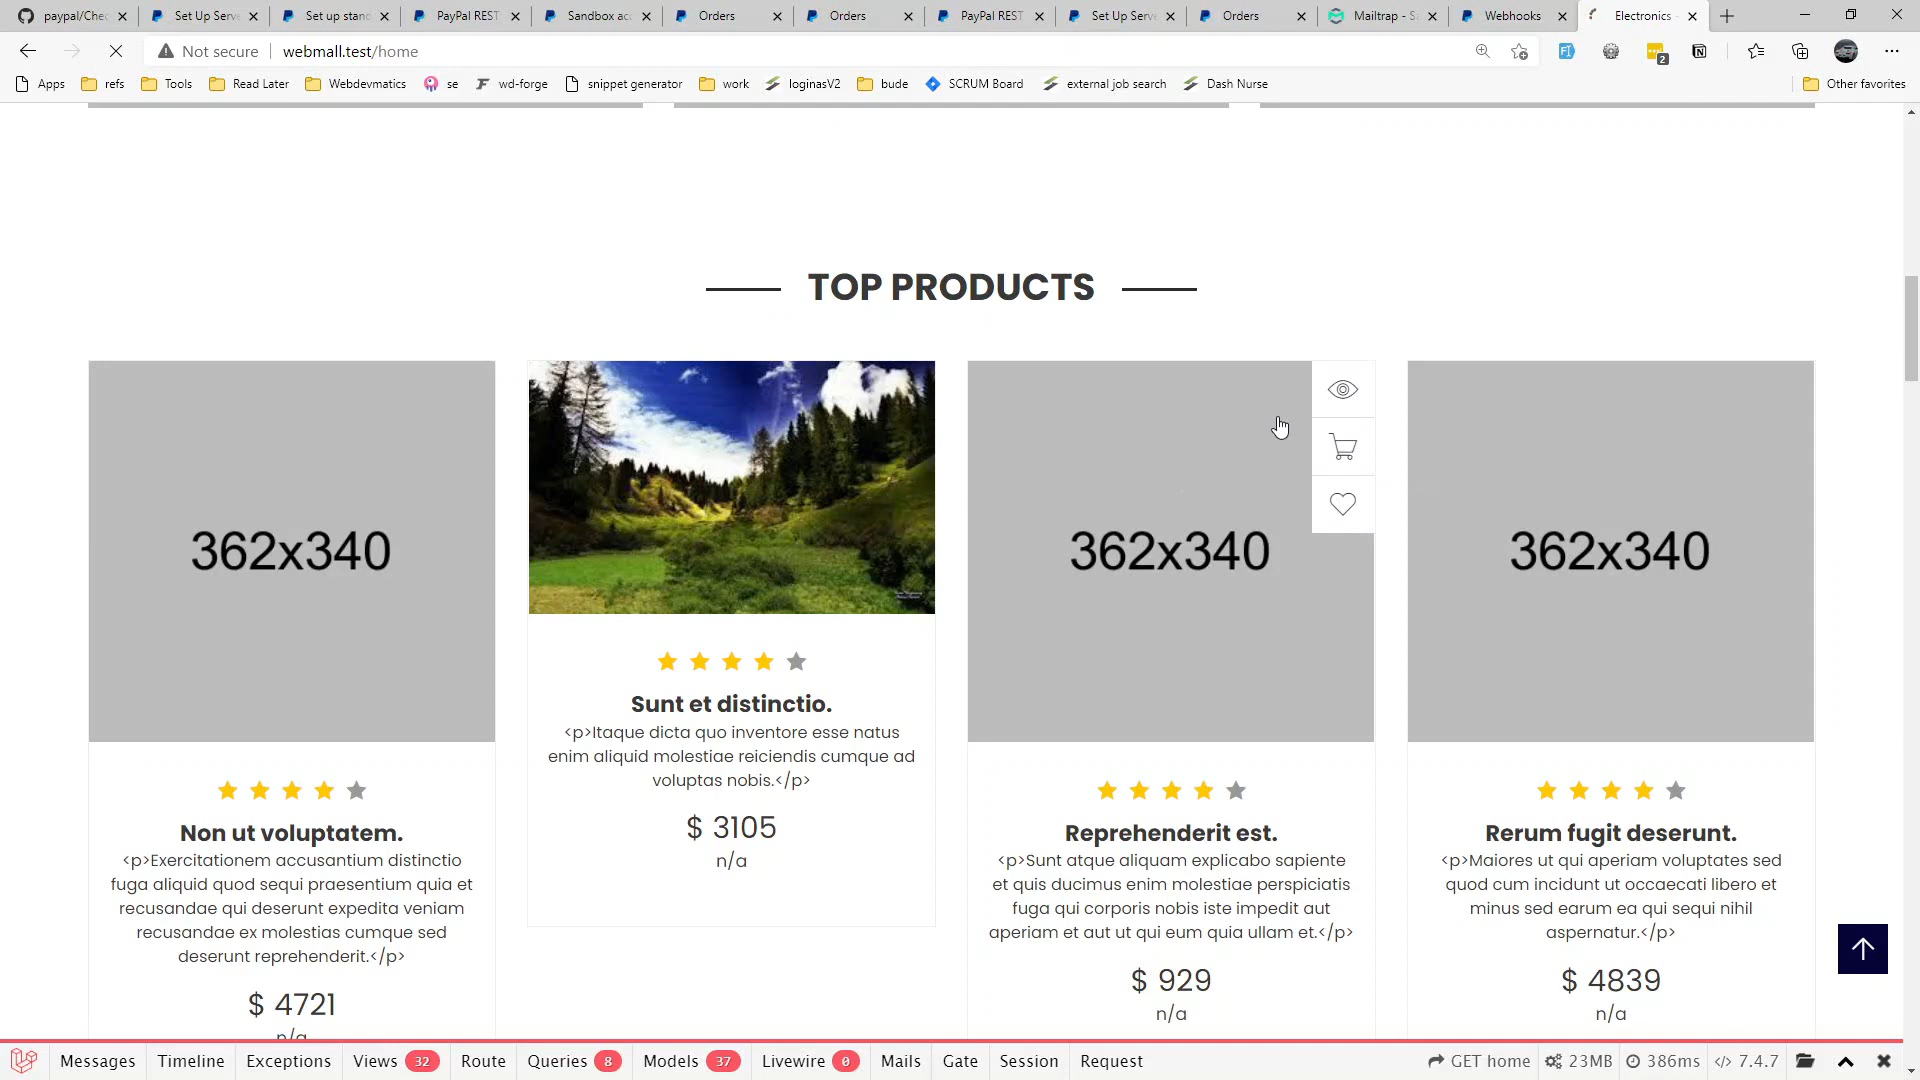 paypal/Chec
Set Up Serve
Set up stand
PayPal REST
Sandbox acc
Orders
Orders
PayPal REST
Set Up Serve
Orders
Mailtrap - S
Webhooks
Electronics -
Not secure
webmall.test/home
2
Apps
refs
Tools
Read Later
Webdevmatics
se
wd-forge
snippet generator
work
loginasV2
bude
SCRUM Board
external job search
Dash Nurse
Other favorites
TOP PRODUCTS
362x340
Non ut voluptatem.
<p>Exercitationem accusantium distinctio
fuga aliquid quod sequi praesentium quia et
recusandae qui deserunt expedita veniam
recusandae ex molestias cumque sed
deserunt reprehenderit.</p>
$ 4721
n/a
Sunt et distinctio.
<p>Itaque dicta quo inventore esse natus
enim aliquid molestiae reiciendis cumque ad
voluptas nobis.</p>
$ 3105
n/a
362x340
Reprehenderit est.
<p>Sunt atque aliquam explicabo sapiente
et quis ducimus enim molestiae perspiciatis
fuga qui corporis nobis iste impedit aut
aperiam et aut ut qui eum quia ullam et.</p>
$ 929
n/a
362x340
Rerum fugit deserunt.
<p>Maiores ut qui aperiam voluptates sed
quod cum incidunt ut occaecati libero et
minus sed earum ea qui sequi nihil
aspernatur.</p>
$ 4839
n/a
Messages
Timeline
Exceptions
Views 32
Route
Queries 8
Models 37
Livewire 0
Mails
Gate
Session
Request
GET home
23MB
386ms
7.4.7